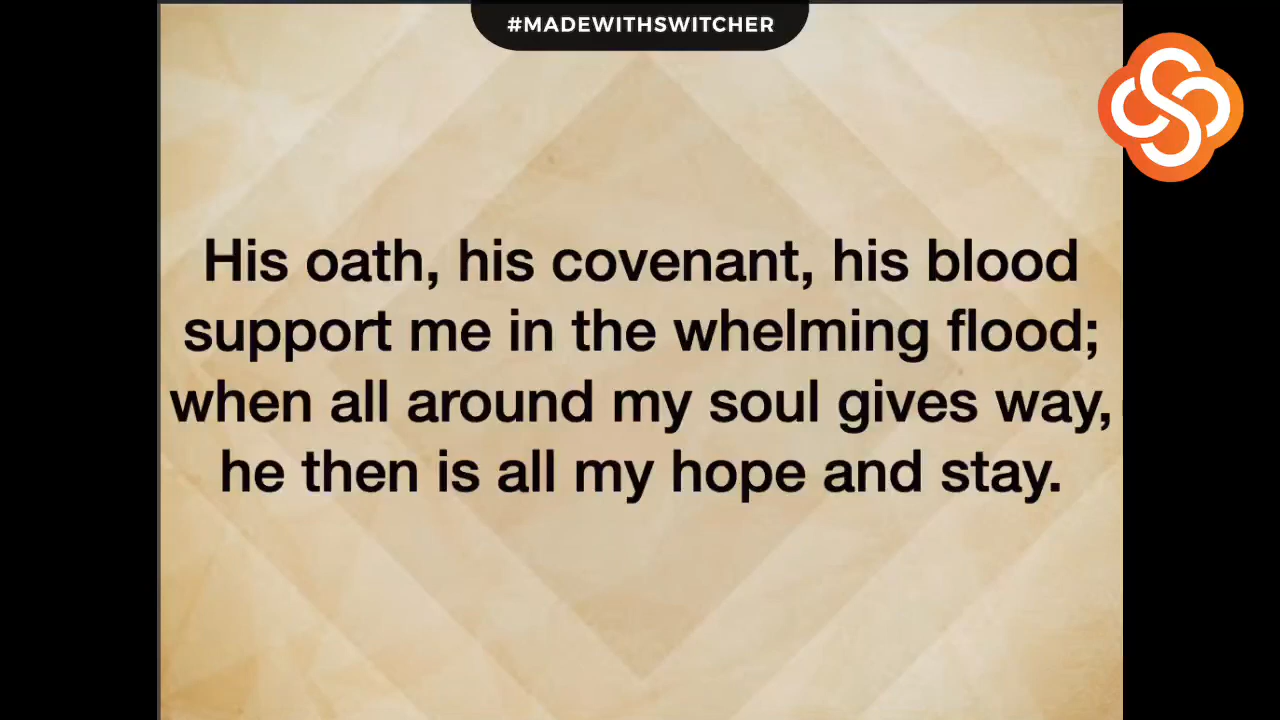 #MADEWITHSWITCHER
His oath, his covenant, his blood
support me in the whelming flood;
when all around my soul gives way,
he then is all my hope and stay.